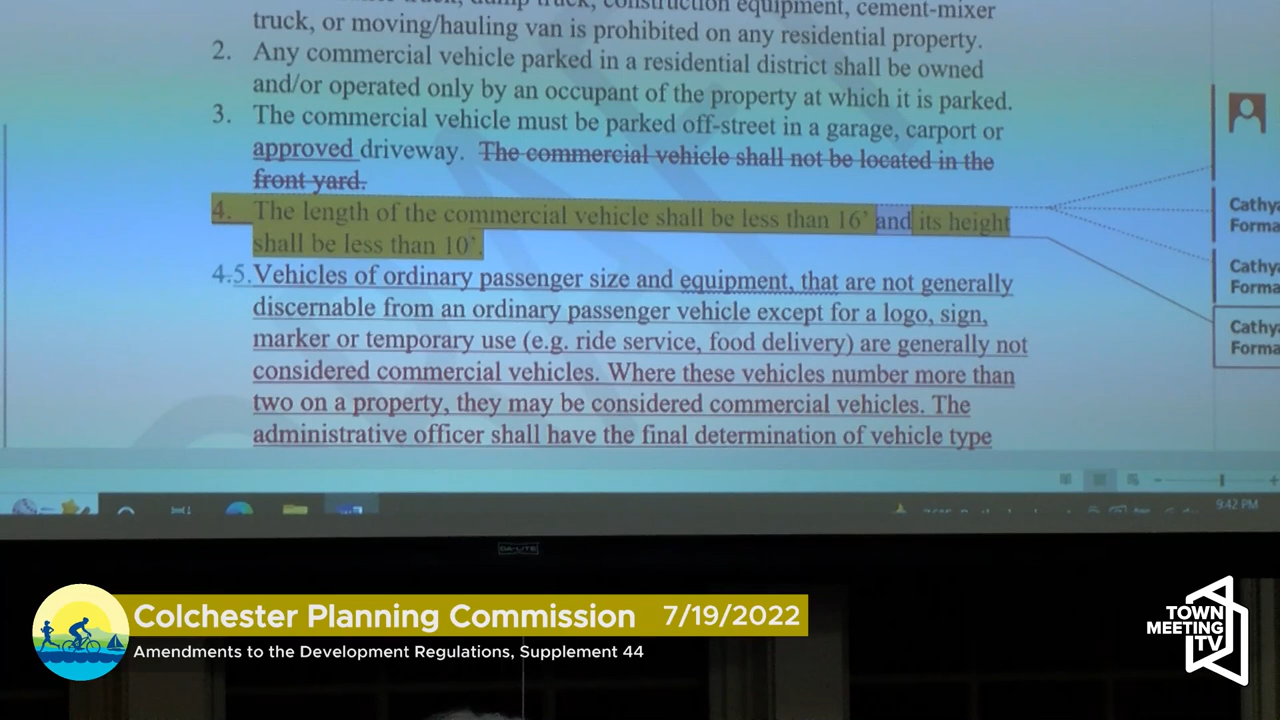 construction equipment, cement-mixer
truck, or moving/hauling van is prohibited on any residential property.
2. Any commercial vehicle parked in a residential district shall be owned
and/or operated only by an occupant of the property at which it is parked.
3. The commercial vehicle must be parked off-street in a garage, carport or
approved driveway. The commercial vehicle shall not be located in the
front yard.
4. The length of the commercial vehicle shall be less than 16' and its height
shall be less than 10'.
4.5. Vehicles of ordinary passenger size and equipment, that are not generally
discernable from an ordinary passenger vehicle except for a logo, sign,
marker or temporary use (e.g. ride service, food delivery) are generally not
considered commercial vehicles. Where these vehicles number more than
two on a property, they may be considered commercial vehicles. The
administrative officer shall have the final determination of vehicle type
Cathy
Forma
Cathy
Forma
Cathy
Forma
9:42 PM
DA-LITE
Colchester Planning Commission 7/19/2022
Amendments to the Development Regulations, Supplement 44
TOWN
MEETING
TV